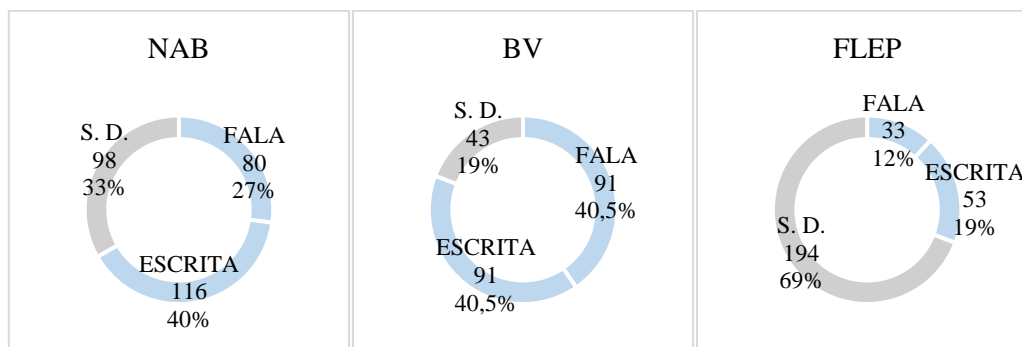 NAB
S. D.
98
33%
FALA
80
27%
ESCRITA
116
40%
BV
S. D.
43
19%
FALA
91
40,5%
ESCRITA
91
40,5%
FLEP
FALA
33
12%
ESCRITA
53
19%
S. D.
194
69%